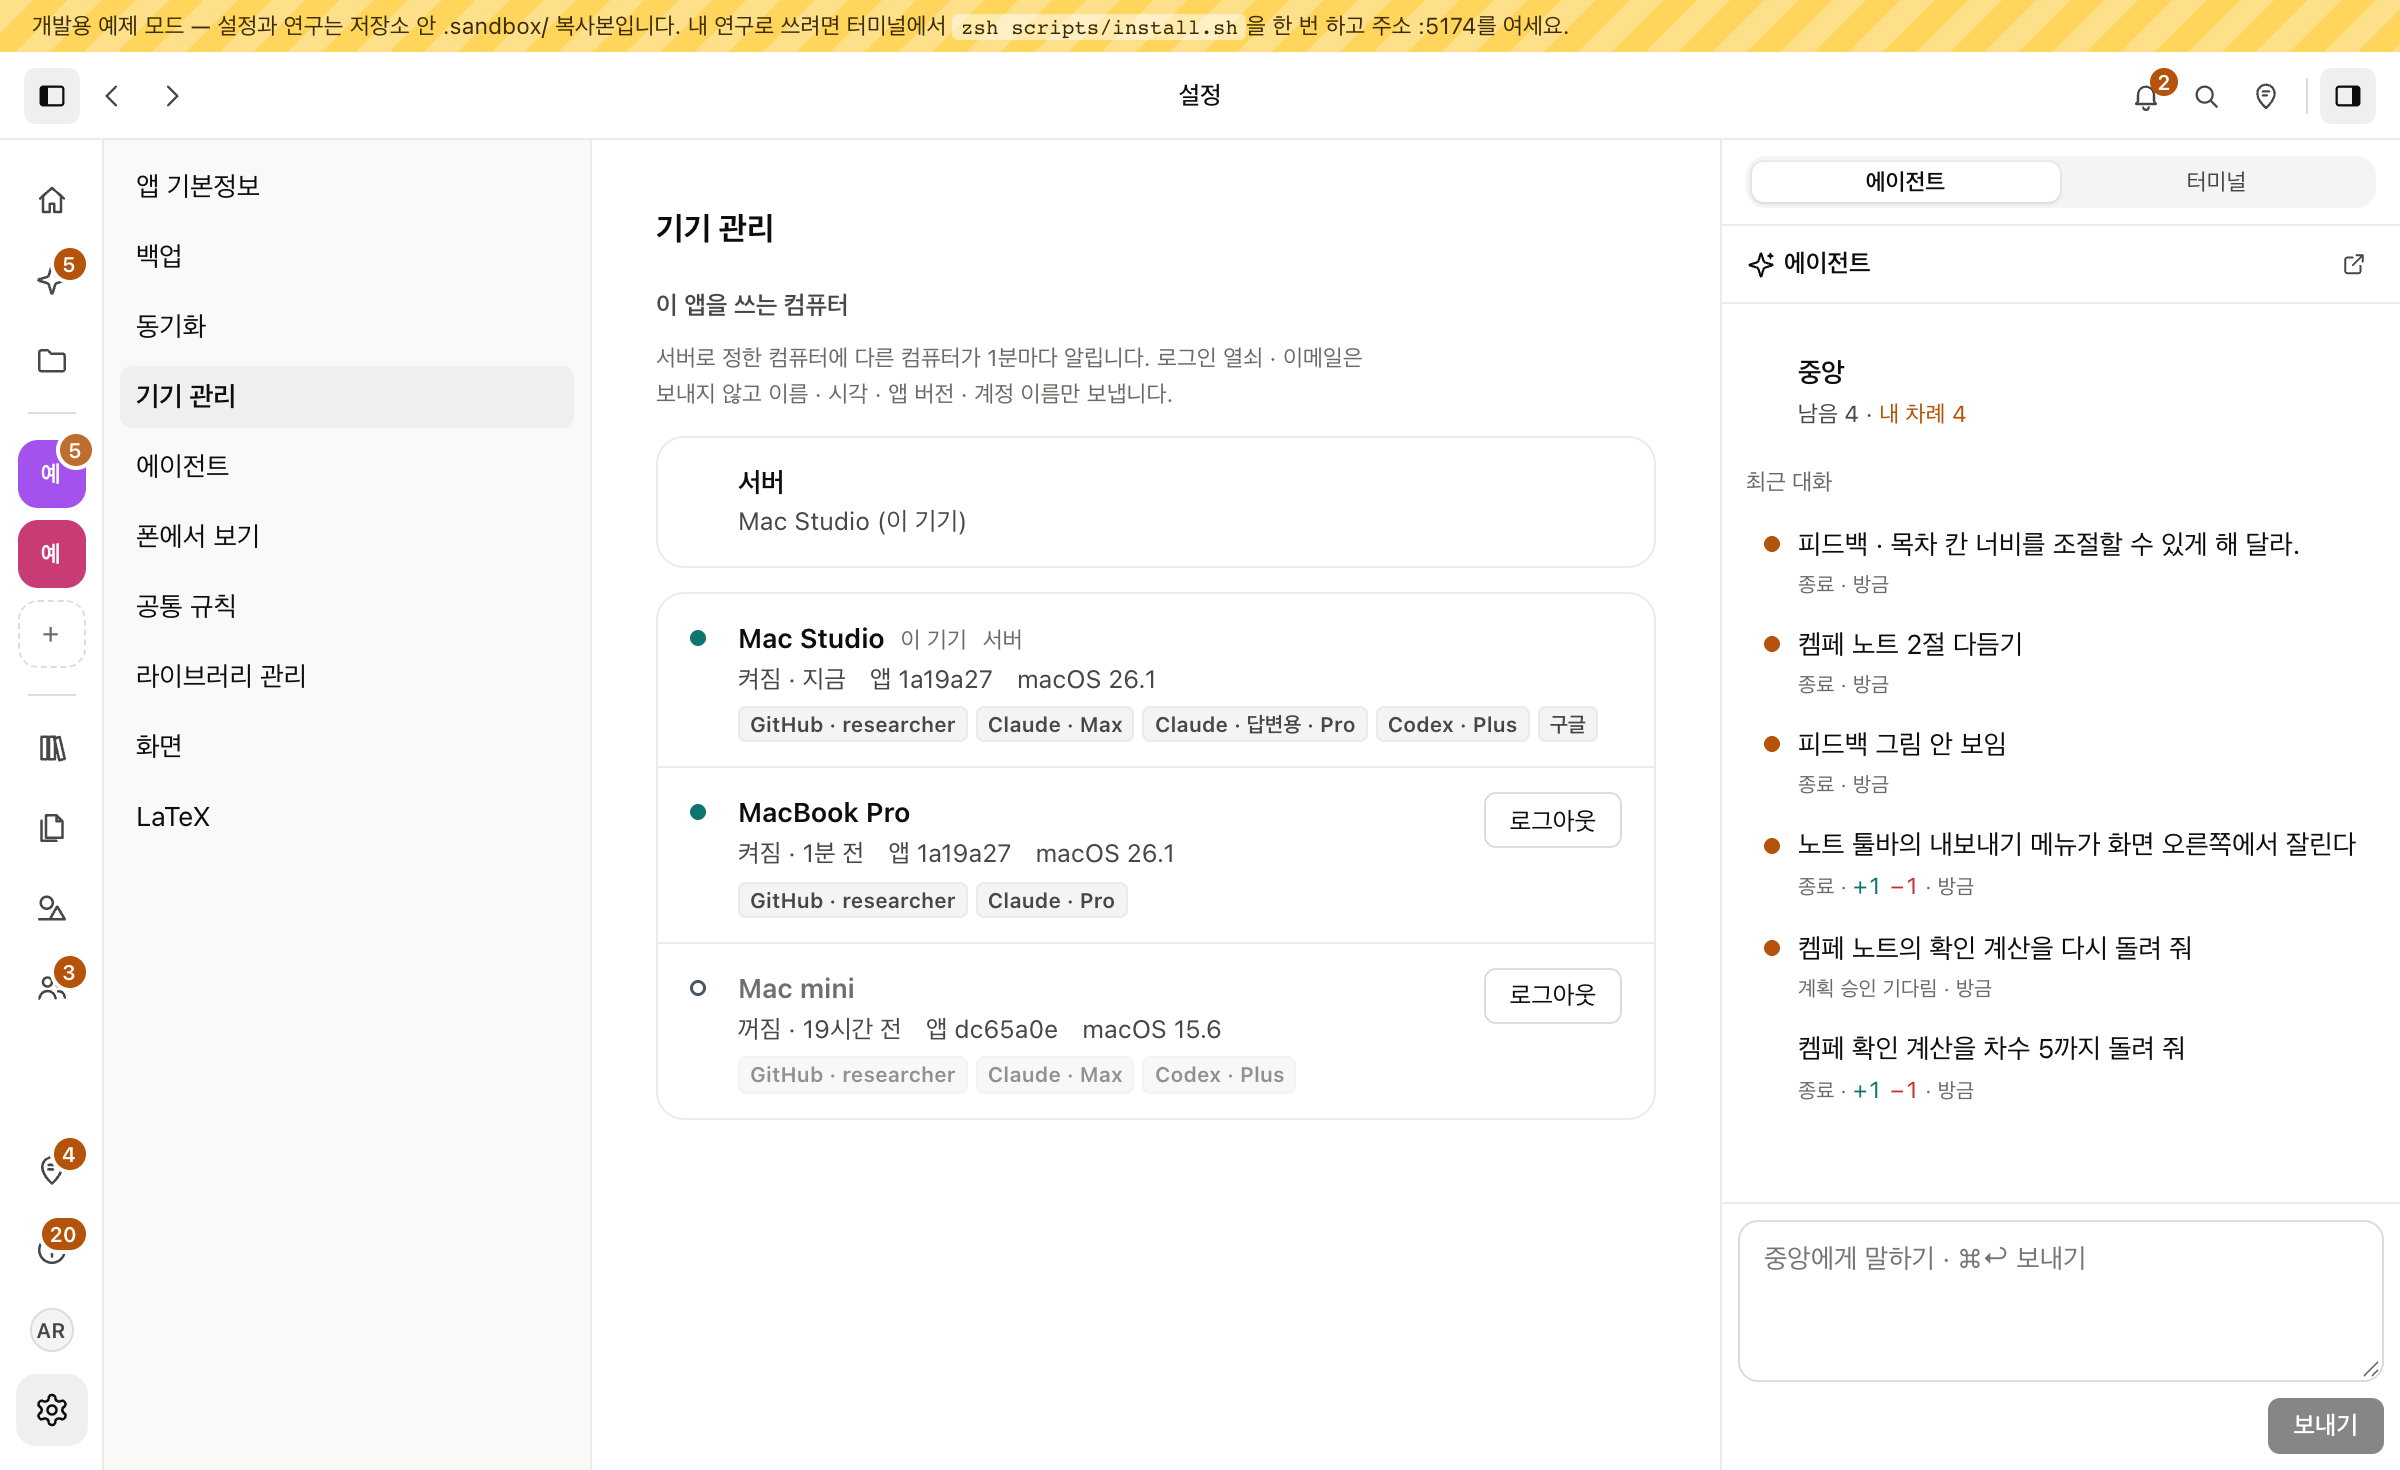 개발용 예제 모드 — 설정과 연구는 저장소 안 .sandbox/ 복사본입니다. 내 연구로 쓰려면 터미널에서 zsh scripts/install.sh을 한 번 하고 주소 :5174를 여세요.
설정
2
5
5
예
예
+
3
4
20
AR
앱 기본정보
백업
동기화
기기 관리
에이전트
폰에서 보기
공통 규칙
라이브러리 관리
화면
LaTeX
기기 관리
이 앱을 쓰는 컴퓨터
서버로 정한 컴퓨터에 다른 컴퓨터가 1분마다 알립니다. 로그인 열쇠 · 이메일은
보내지 않고 이름 · 시각 · 앱 버전 · 계정 이름만 보냅니다.
서버
Mac Studio (이 기기)
Mac Studio 이 기기 서버
켜짐 · 지금 앱 1a19a27 macOS 26.1
GitHub · researcher Claude · Max Claude · 답변용 · Pro Codex · Plus 구글
MacBook Pro
로그아웃
켜짐 · 1분 전 앱 1a19a27 macOS 26.1
GitHub · researcher Claude · Pro
Mac mini
로그아웃
꺼짐 · 19시간 전 앱 dc65a0e macOS 15.6
GitHub · researcher Claude · Max Codex · Plus
에이전트 터미널
에이전트
중앙
남음 4 · 내 차례 4
최근 대화
피드백 · 목차 칸 너비를 조절할 수 있게 해 달라.
종료 · 방금
켐페 노트 2절 다듬기
종료 · 방금
피드백 그림 안 보임
종료 · 방금
노트 툴바의 내보내기 메뉴가 화면 오른쪽에서 잘린다
종료 · +1 −1 · 방금
켐페 노트의 확인 계산을 다시 돌려 줘
계획 승인 기다림 · 방금
켐페 확인 계산을 차수 5까지 돌려 줘
종료 · +1 −1 · 방금
중앙에게 말하기 · ⌘↩ 보내기
보내기